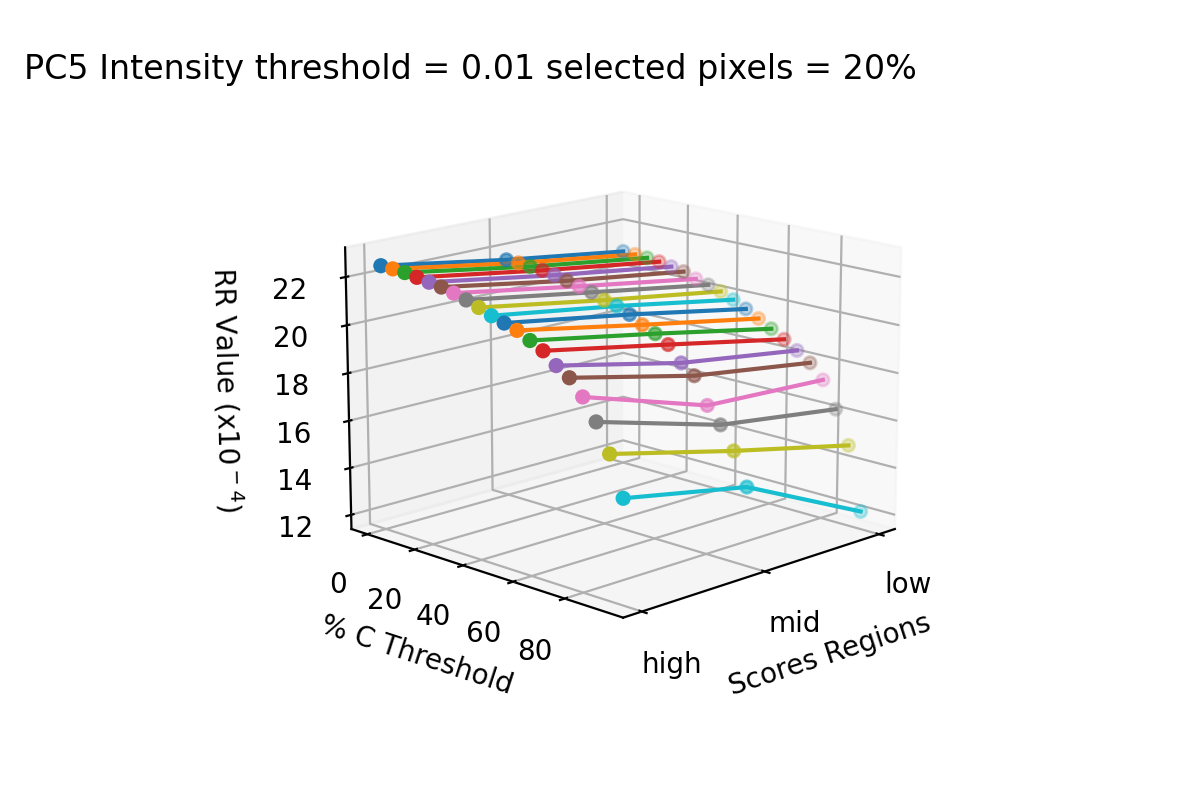 PC5 Intensity threshold = 0.01 selected pixels = 20%
RR Value (x10⁻⁴)
22
20
18
16
14
12
0
20
40
60
80
% C Threshold
high
mid
low
Scores Regions